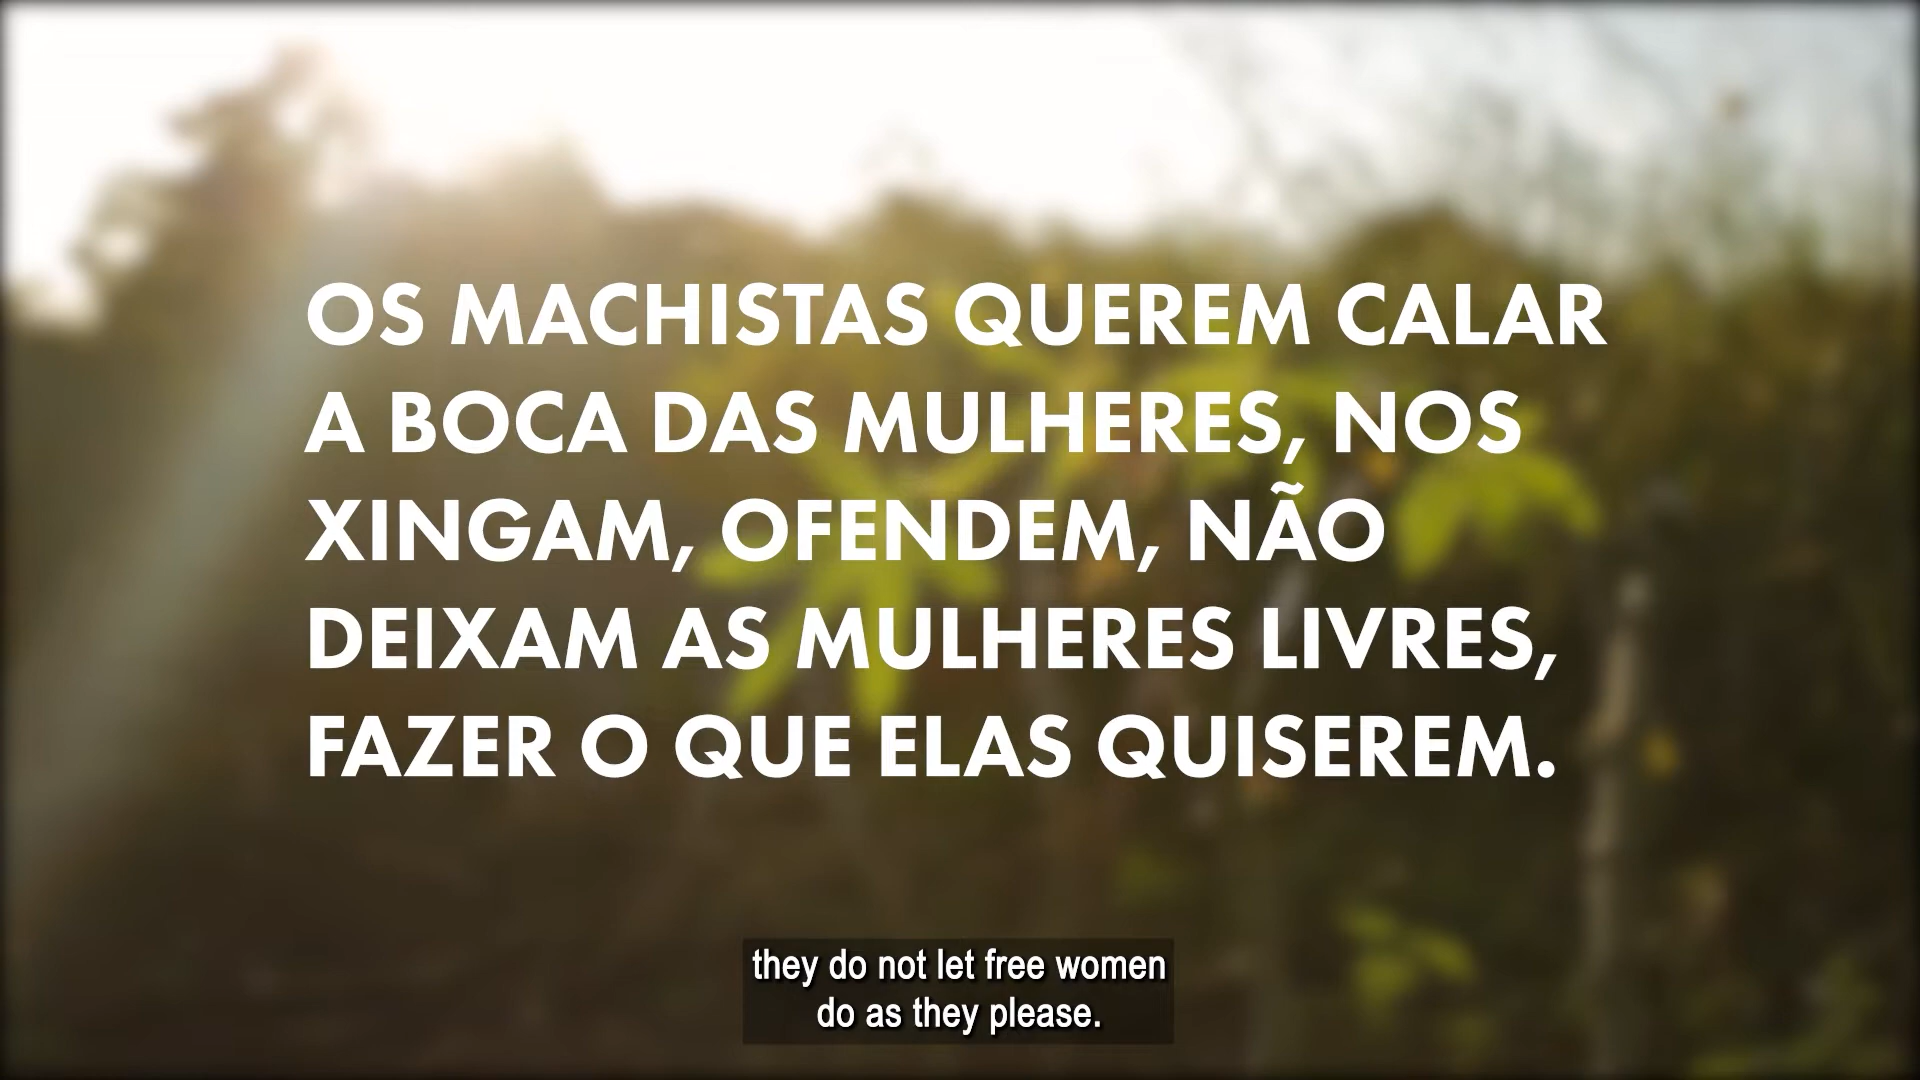 OS MACHISTAS QUEREM CALAR
A BOCA DAS MULHERES, NOS
XINGAM, OFENDEM, NÃO
DEIXAM AS MULHERES LIVRES,
FAZER O QUE ELAS QUISEREM.
they do not let free women
do as they please.